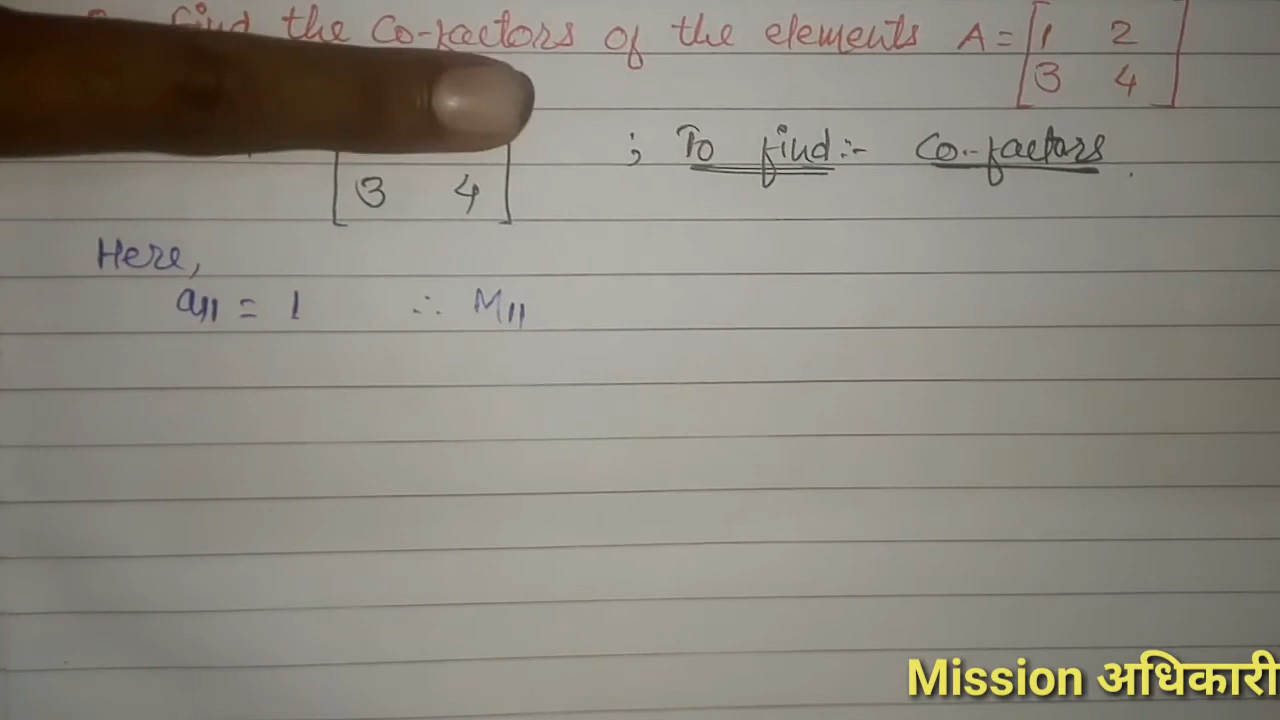 find the Co-factors of the elements A = [1 2
3 4]
; To find :- Co-factors.
3 4
Here,
a11 = 1 ∴ M11
Mission अधिकारी